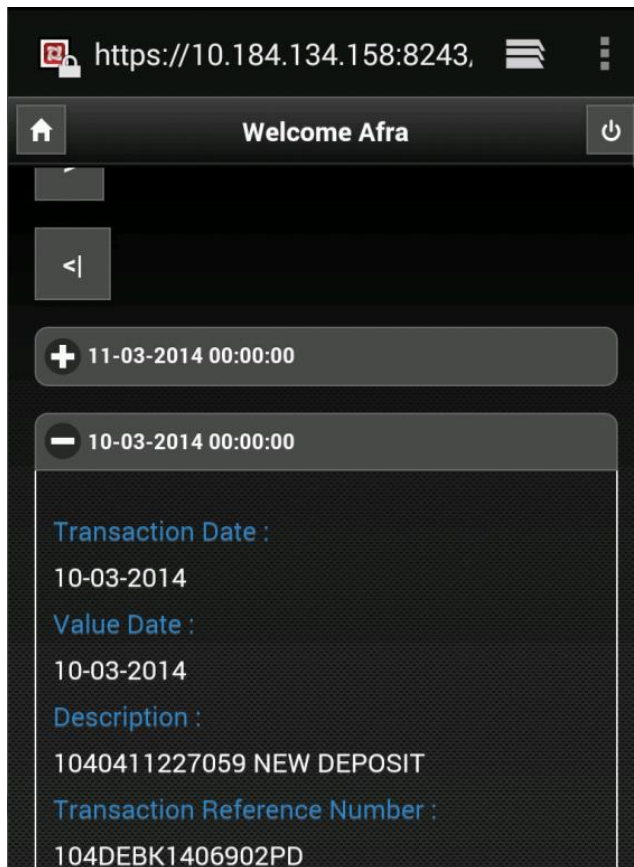 https://10.184.134.158:8243,
Welcome Afra
<|
11-03-2014 00:00:00
10-03-2014 00:00:00
Transaction Date :
10-03-2014
Value Date :
10-03-2014
Description :
1040411227059 NEW DEPOSIT
Transaction Reference Number :
104DEBK1406902PD